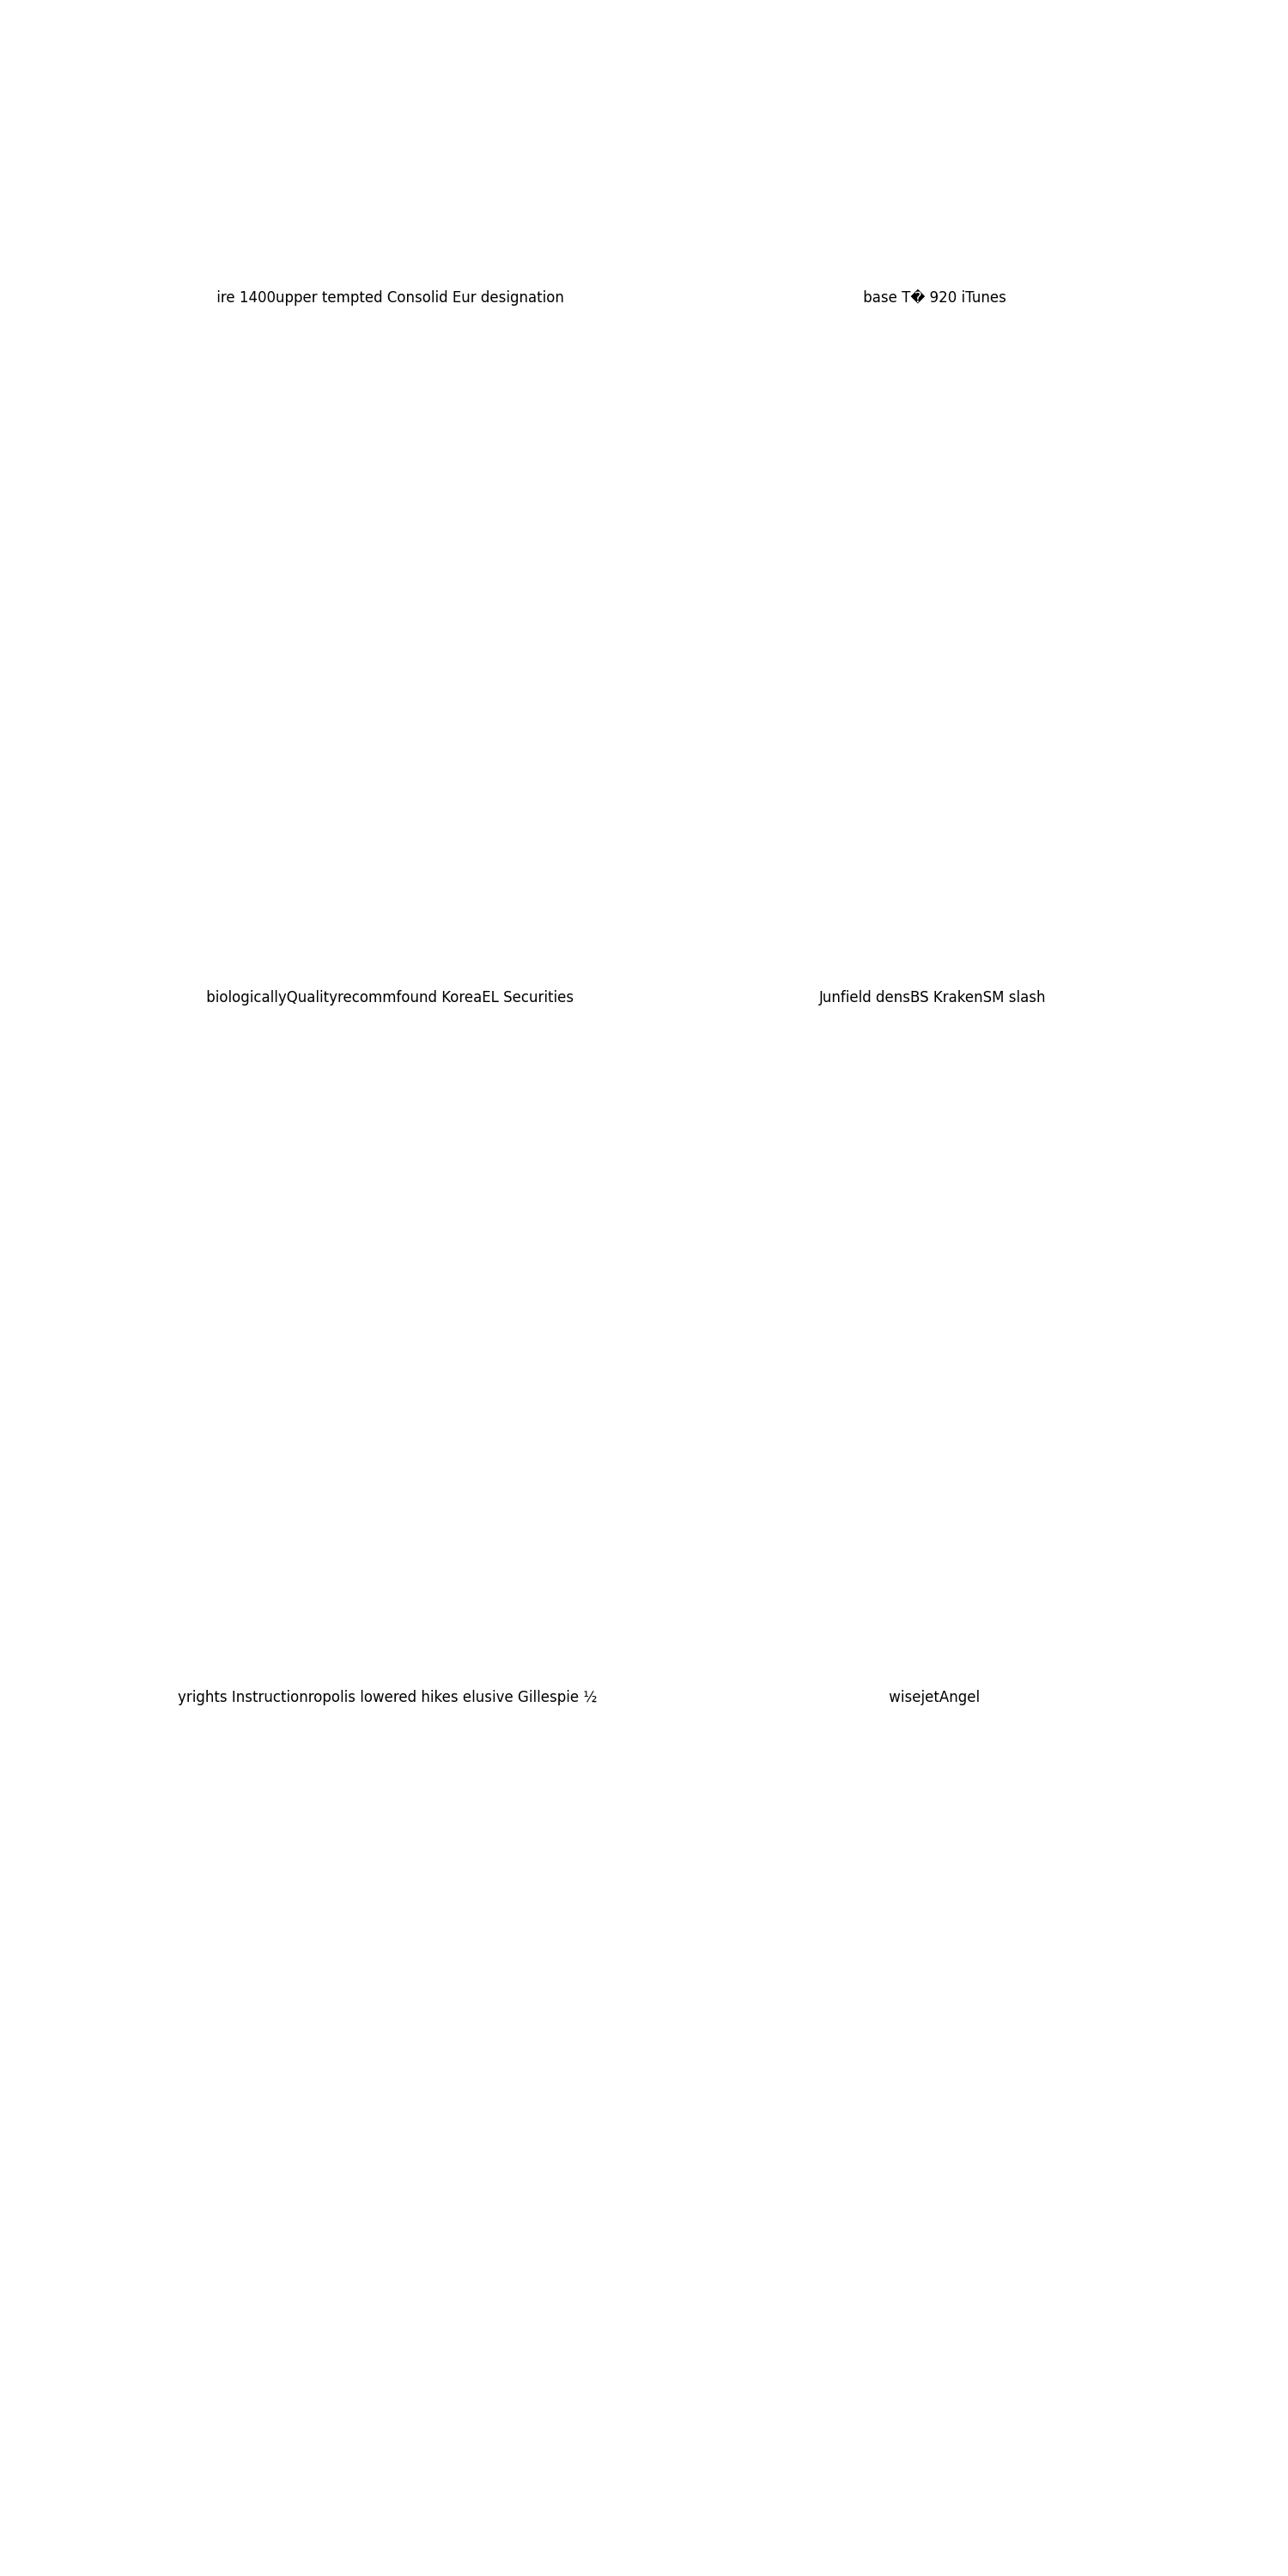 ire 1400upper tempted Consolid Eur designation
base T� 920 iTunes
biologicallyQualityrecommfound KoreaEL Securities
Junfield densBS KrakenSM slash
yrights Instructionropolis lowered hikes elusive Gillespie ½
wisejetAngel